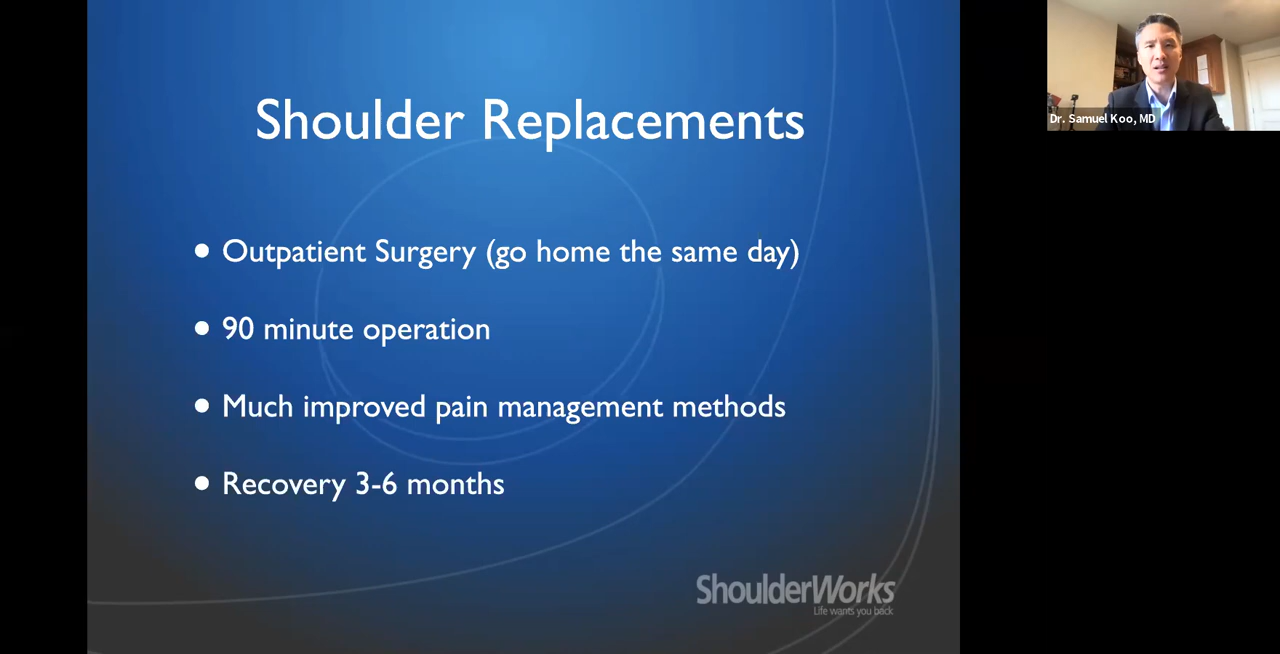 Shoulder Replacements
• Outpatient Surgery (go home the same day)
• 90 minute operation
• Much improved pain management methods
• Recovery 3-6 months
ShoulderWorks
Life wants you back
Dr. Samuel Koo, MD